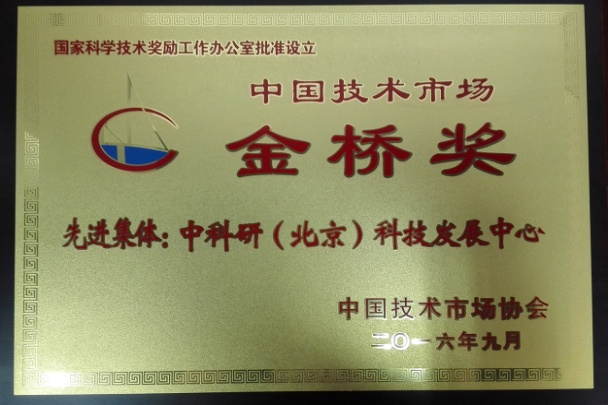 国家科学技术奖励工作办公室批准设立
中国技术市场
金桥奖
先进集体：中科研（北京）科技发展中心
中国技术市场协会
二〇一六年九月